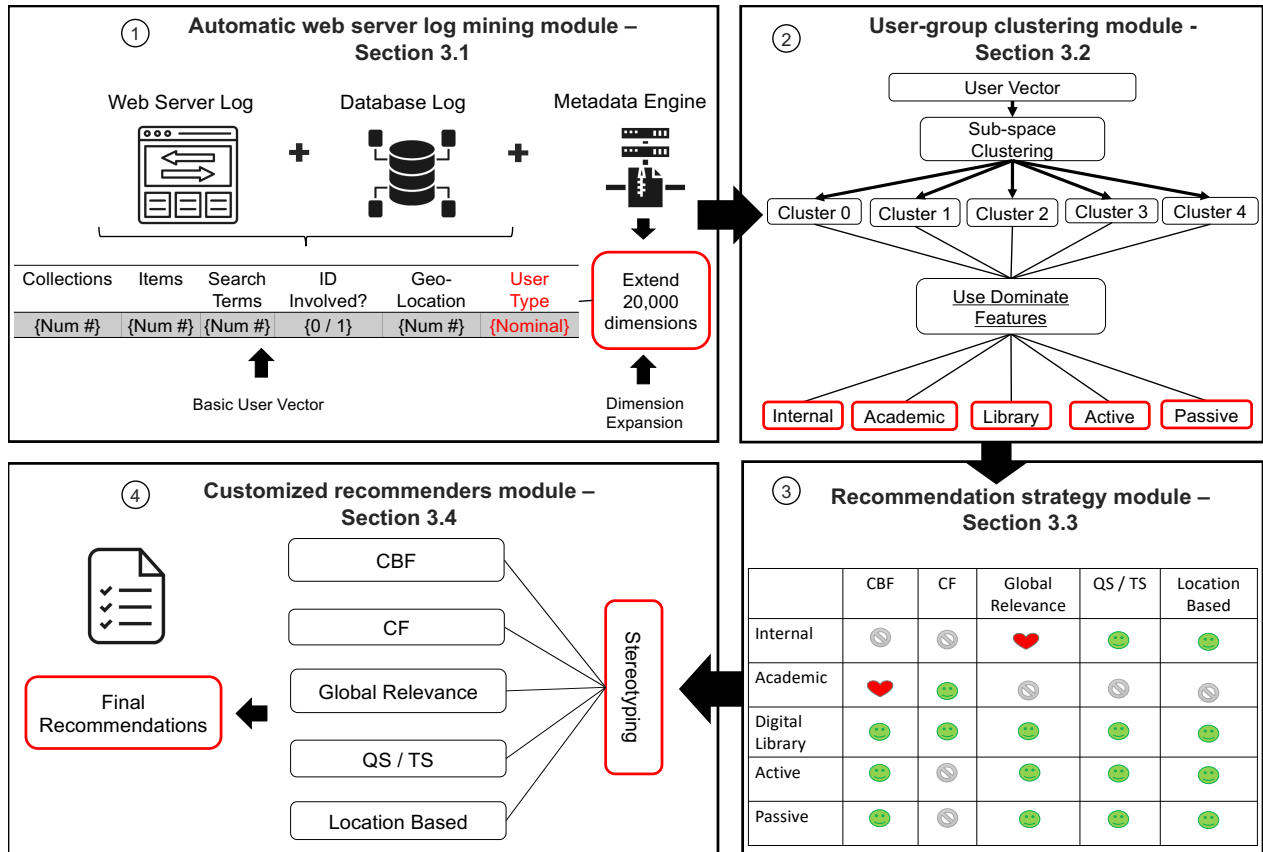 1
Automatic web server log mining module –
Section 3.1
Web Server Log
Database Log
Metadata Engine
+
+
Collections
Items
Search
Terms
ID
Involved?
Geo-
Location
User
Type
{Num #}
{Num #}
{Num #}
{0 / 1}
{Num #}
{Nominal}
Extend
20,000
dimensions
Basic User Vector
Dimension
Expansion
2
User-group clustering module -
Section 3.2
User Vector
Sub-space
Clustering
Cluster 0
Cluster 1
Cluster 2
Cluster 3
Cluster 4
Use Dominate
Features
Internal
Academic
Library
Active
Passive
3
Recommendation strategy module –
Section 3.3
CBF
CF
Global
Relevance
QS / TS
Location
Based
Internal
Academic
Digital
Library
Active
Passive
4
Customized recommenders module –
Section 3.4
CBF
CF
Global Relevance
QS / TS
Location Based
Stereotyping
Final
Recommendations